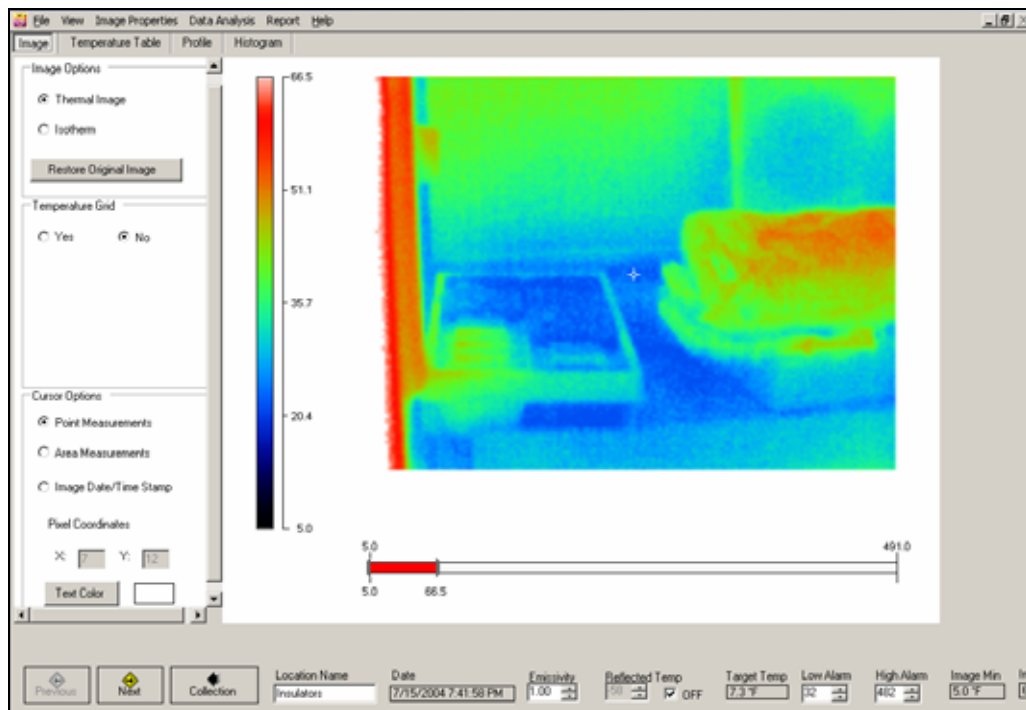 File View Image Properties Data Analysis Report Help
Image Temperature Table Profile Histogram
Image Options
Thermal Image
Isotherm
Restore Original Image
Temperature Grid
Yes No
Cursor Options
Point Measurements
Area Measurements
Image Date/Time Stamp
Pixel Coordinates
X: 7 Y: 12
Text Color
66.5
51.1
35.7
20.4
5.0
5.0 491.0
5.0 66.5
Previous Next Collection
Location Name Date Emissivity Reflected Temp Target Temp Low Alarm High Alarm Image Min
Insulators 7/15/2004 7:41:58 PM 1.00 OFF 7.3 °F 32 482 5.0 °F